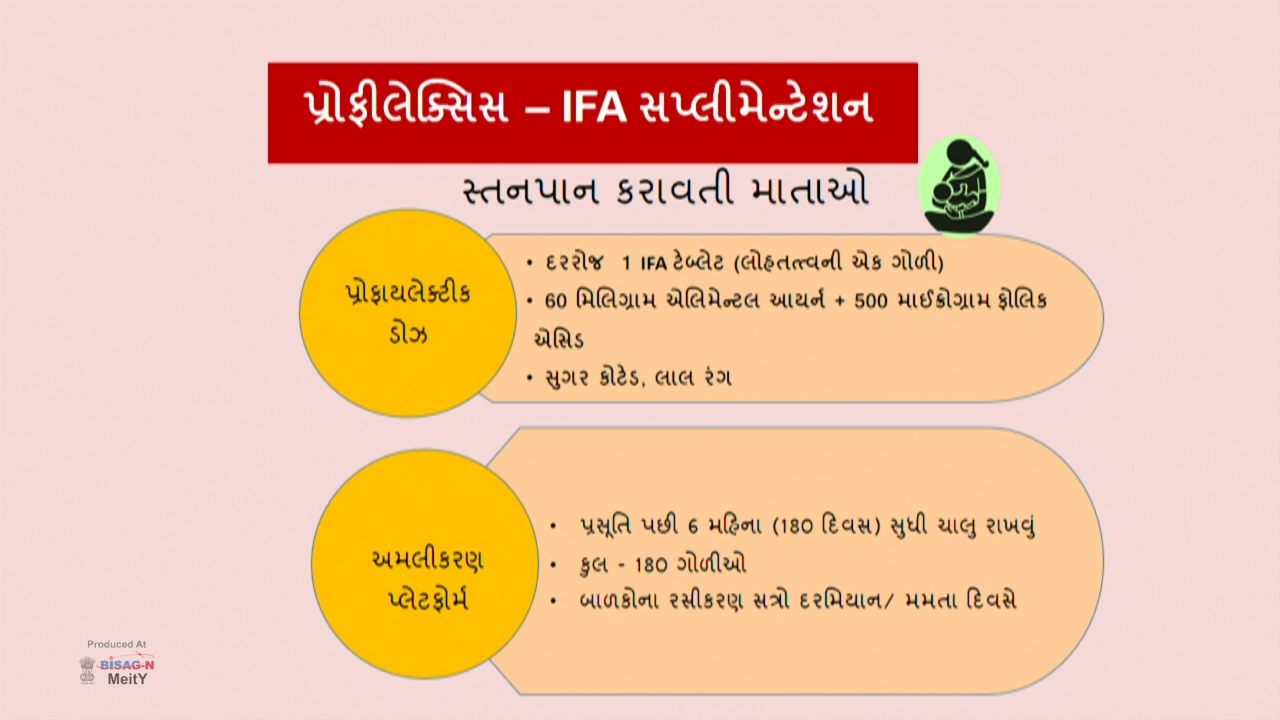 પ્રોફીલેક્સિસ – IFA સપ્લીમેન્ટેશન
સ્તનપાન કરાવતી માતાઓ
પ્રોફાયલેક્ટીક
ડોઝ
• દરરોજ 1 IFA ટેબ્લેટ (લોહતત્ત્વની એક ગોળી)
• 60 મિલિગ્રામ એલિમેન્ટલ આયર્ન + 500 માઈક્રોગ્રામ ફોલિક
એસિડ
• સુગર કોટેડ, લાલ રંગ
અમલીકરણ
પ્લેટફોર્મ
• પ્રસૂતિ પછી 6 મહિના (180 દિવસ) સુધી ચાલુ રાખવું
• કુલ - 180 ગોળીઓ
• બાળકોના રસીકરણ સત્રો દરમિયાન/ મમતા દિવસે
Produced At
BISAG-N
MeitY